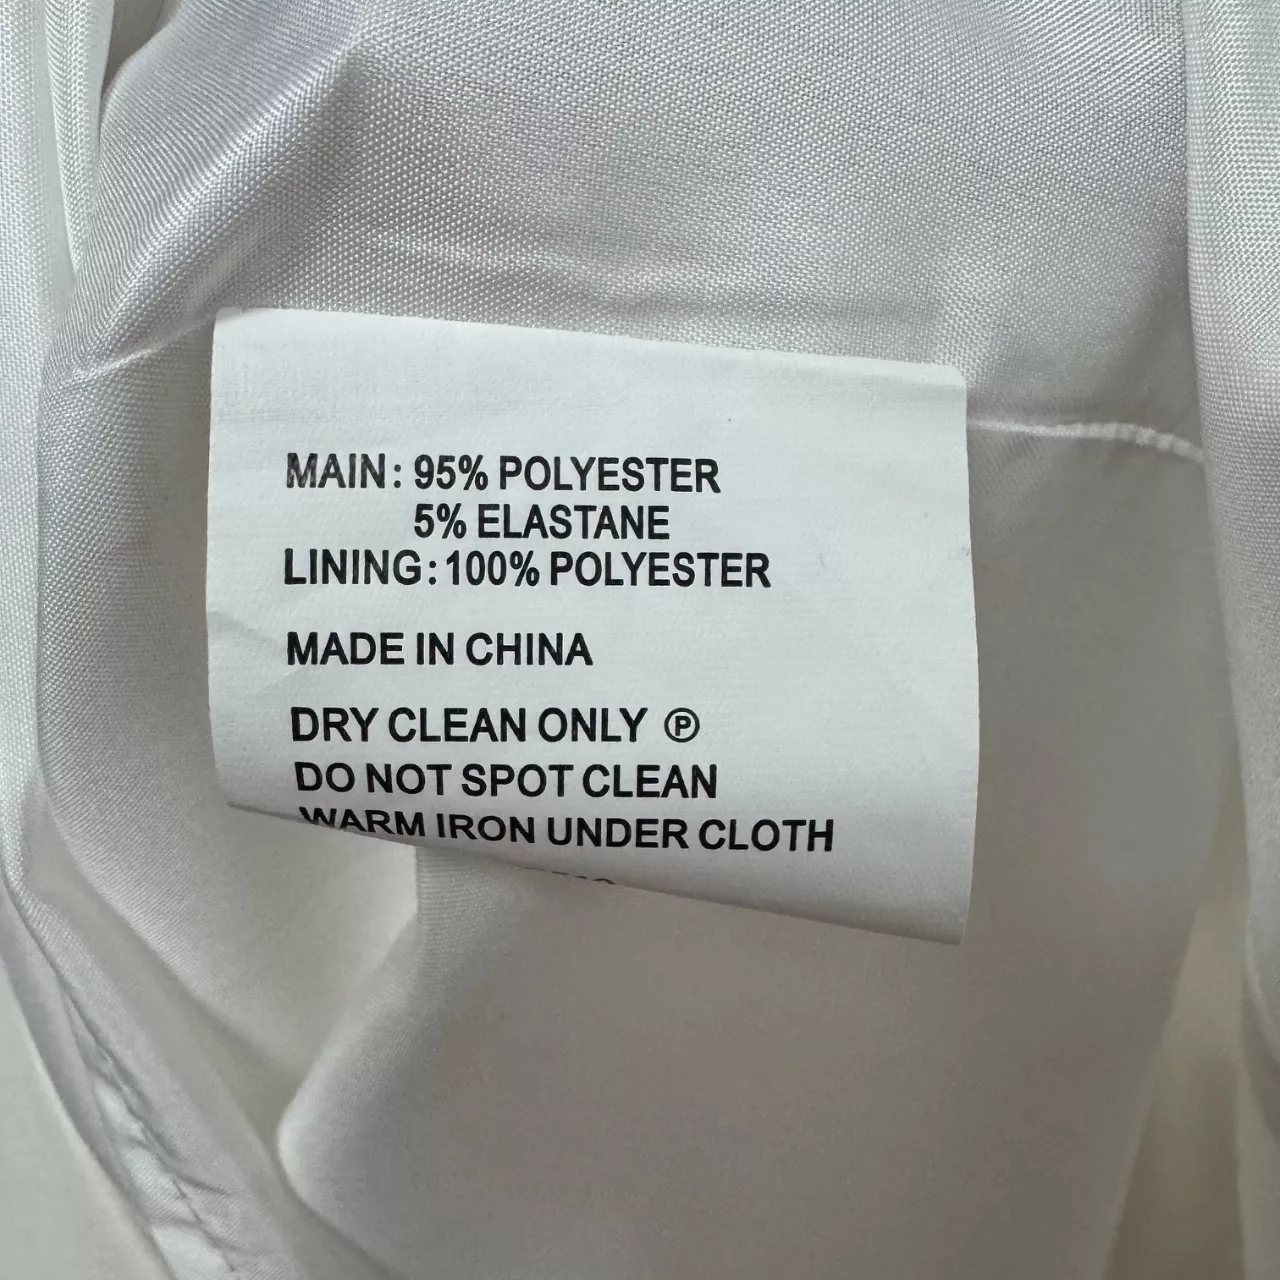 MAIN: 95% POLYESTER
5% ELASTANE
LINING: 100% POLYESTER
MADE IN CHINA
DRY CLEAN ONLY Ⓟ
DO NOT SPOT CLEAN
WARM IRON UNDER CLOTH